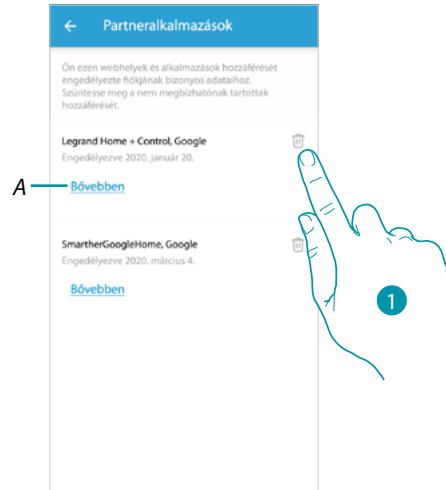 Partneralkalmazások
Ön ezen webhelyek és alkalmazások hozzáférését
engedélyezte fiókjának bizonyos adataihoz.
Szüntesse meg a nem megbízhatónak tartottak
hozzáférését.
Legrand Home + Control, Google
Engedélyezve 2020. január 20.
A
Bővebben
SmartherGoogleHome, Google
Engedélyezve 2020. március 4.
Bővebben
1